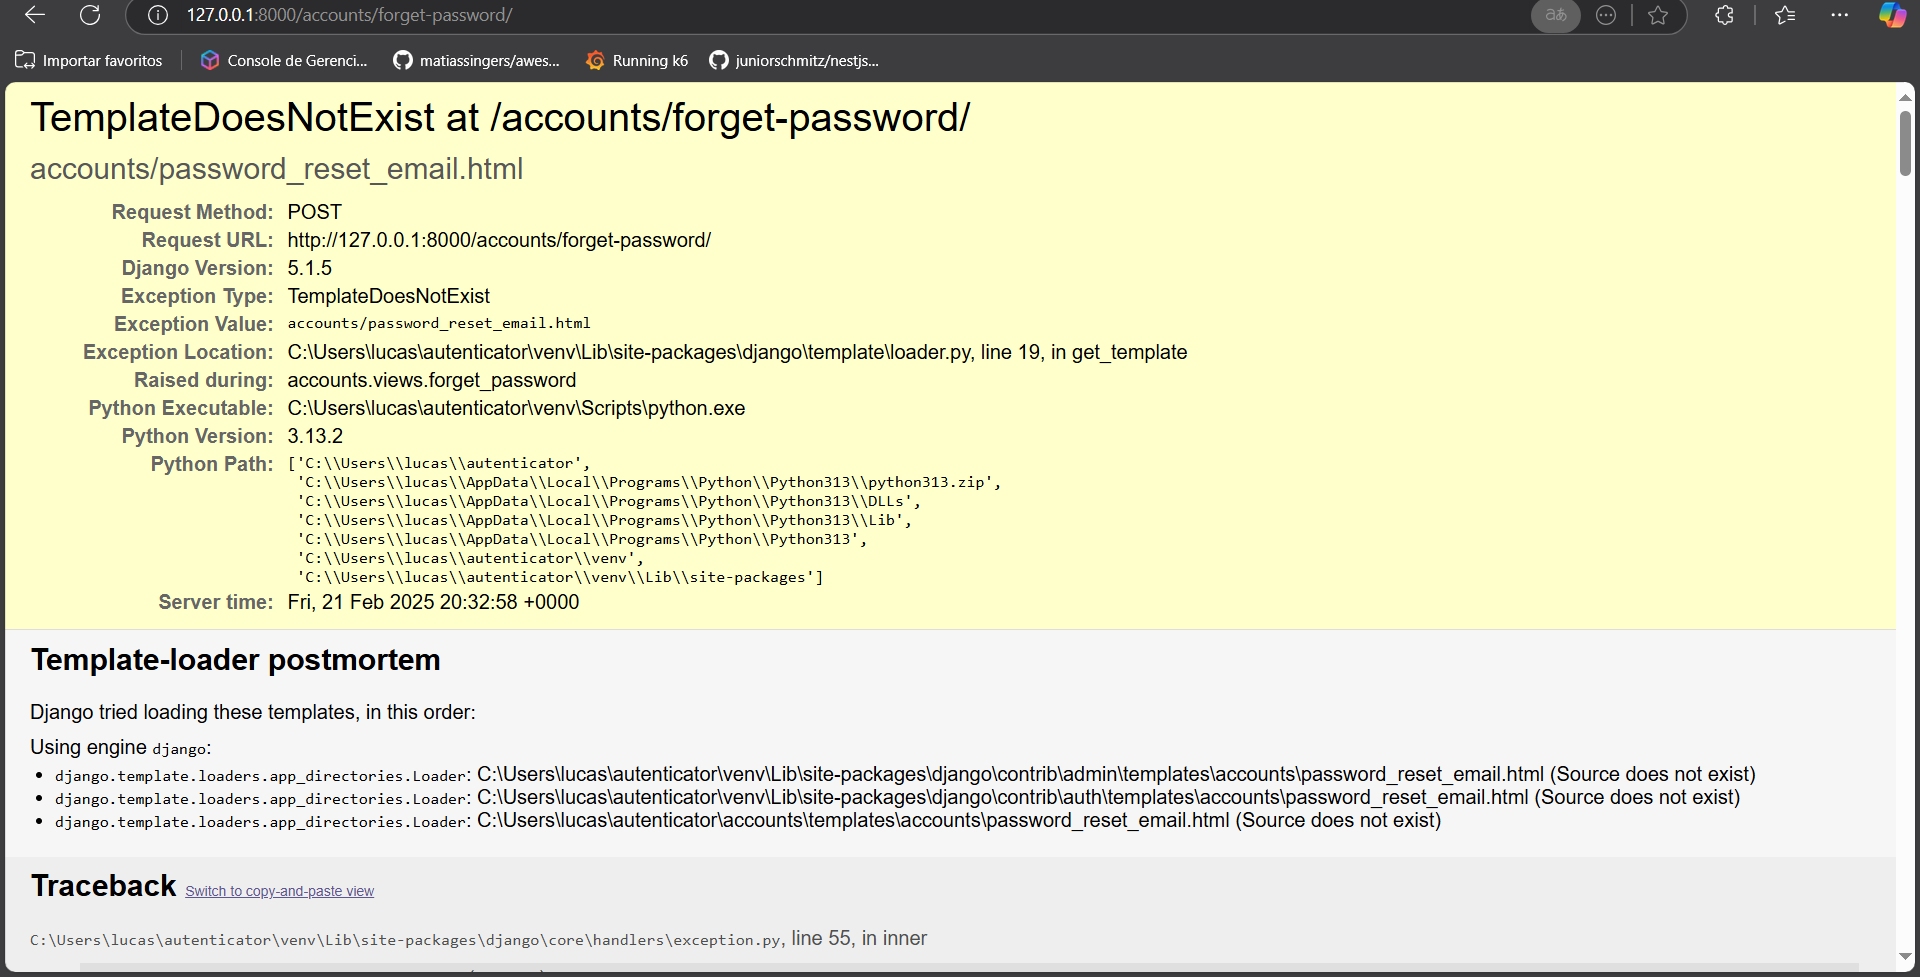 127.0.0.1:8000/accounts/forget-password/
aあ
Importar favoritos
Console de Gerenci...
matiassingers/awes...
Running k6
juniorschmitz/nestjs...
TemplateDoesNotExist at /accounts/forget-password/
accounts/password_reset_email.html
Request Method: POST
Request URL: http://127.0.0.1:8000/accounts/forget-password/
Django Version: 5.1.5
Exception Type: TemplateDoesNotExist
Exception Value: accounts/password_reset_email.html
Exception Location: C:\Users\lucas\autenticator\venv\Lib\site-packages\django\template\loader.py, line 19, in get_template
Raised during: accounts.views.forget_password
Python Executable: C:\Users\lucas\autenticator\venv\Scripts\python.exe
Python Version: 3.13.2
Python Path: ['C:\\Users\\lucas\\autenticator',
'C:\\Users\\lucas\\AppData\\Local\\Programs\\Python\\Python313\\python313.zip',
'C:\\Users\\lucas\\AppData\\Local\\Programs\\Python\\Python313\\DLLs',
'C:\\Users\\lucas\\AppData\\Local\\Programs\\Python\\Python313\\Lib',
'C:\\Users\\lucas\\AppData\\Local\\Programs\\Python\\Python313',
'C:\\Users\\lucas\\autenticator\\venv',
'C:\\Users\\lucas\\autenticator\\venv\\Lib\\site-packages']
Server time: Fri, 21 Feb 2025 20:32:58 +0000
Template-loader postmortem
Django tried loading these templates, in this order:
Using engine django:
django.template.loaders.app_directories.Loader: C:\Users\lucas\autenticator\venv\Lib\site-packages\django\contrib\admin\templates\accounts\password_reset_email.html (Source does not exist)
django.template.loaders.app_directories.Loader: C:\Users\lucas\autenticator\venv\Lib\site-packages\django\contrib\auth\templates\accounts\password_reset_email.html (Source does not exist)
django.template.loaders.app_directories.Loader: C:\Users\lucas\autenticator\accounts\templates\accounts\password_reset_email.html (Source does not exist)
Traceback Switch to copy-and-paste view
C:\Users\lucas\autenticator\venv\Lib\site-packages\django\core\handlers\exception.py, line 55, in inner